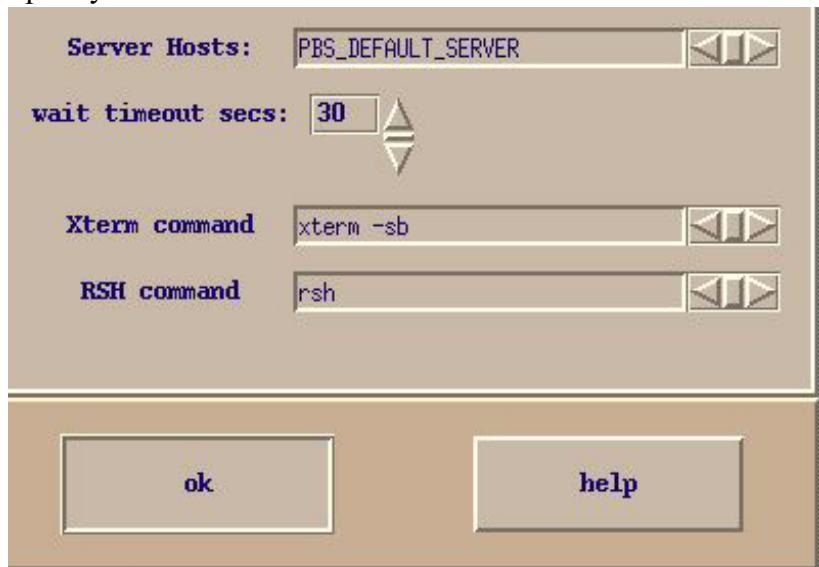 Server Hosts: PBS_DEFAULT_SERVER
wait timeout secs: 30
Xterm command xterm -sb
RSH command rsh
ok help